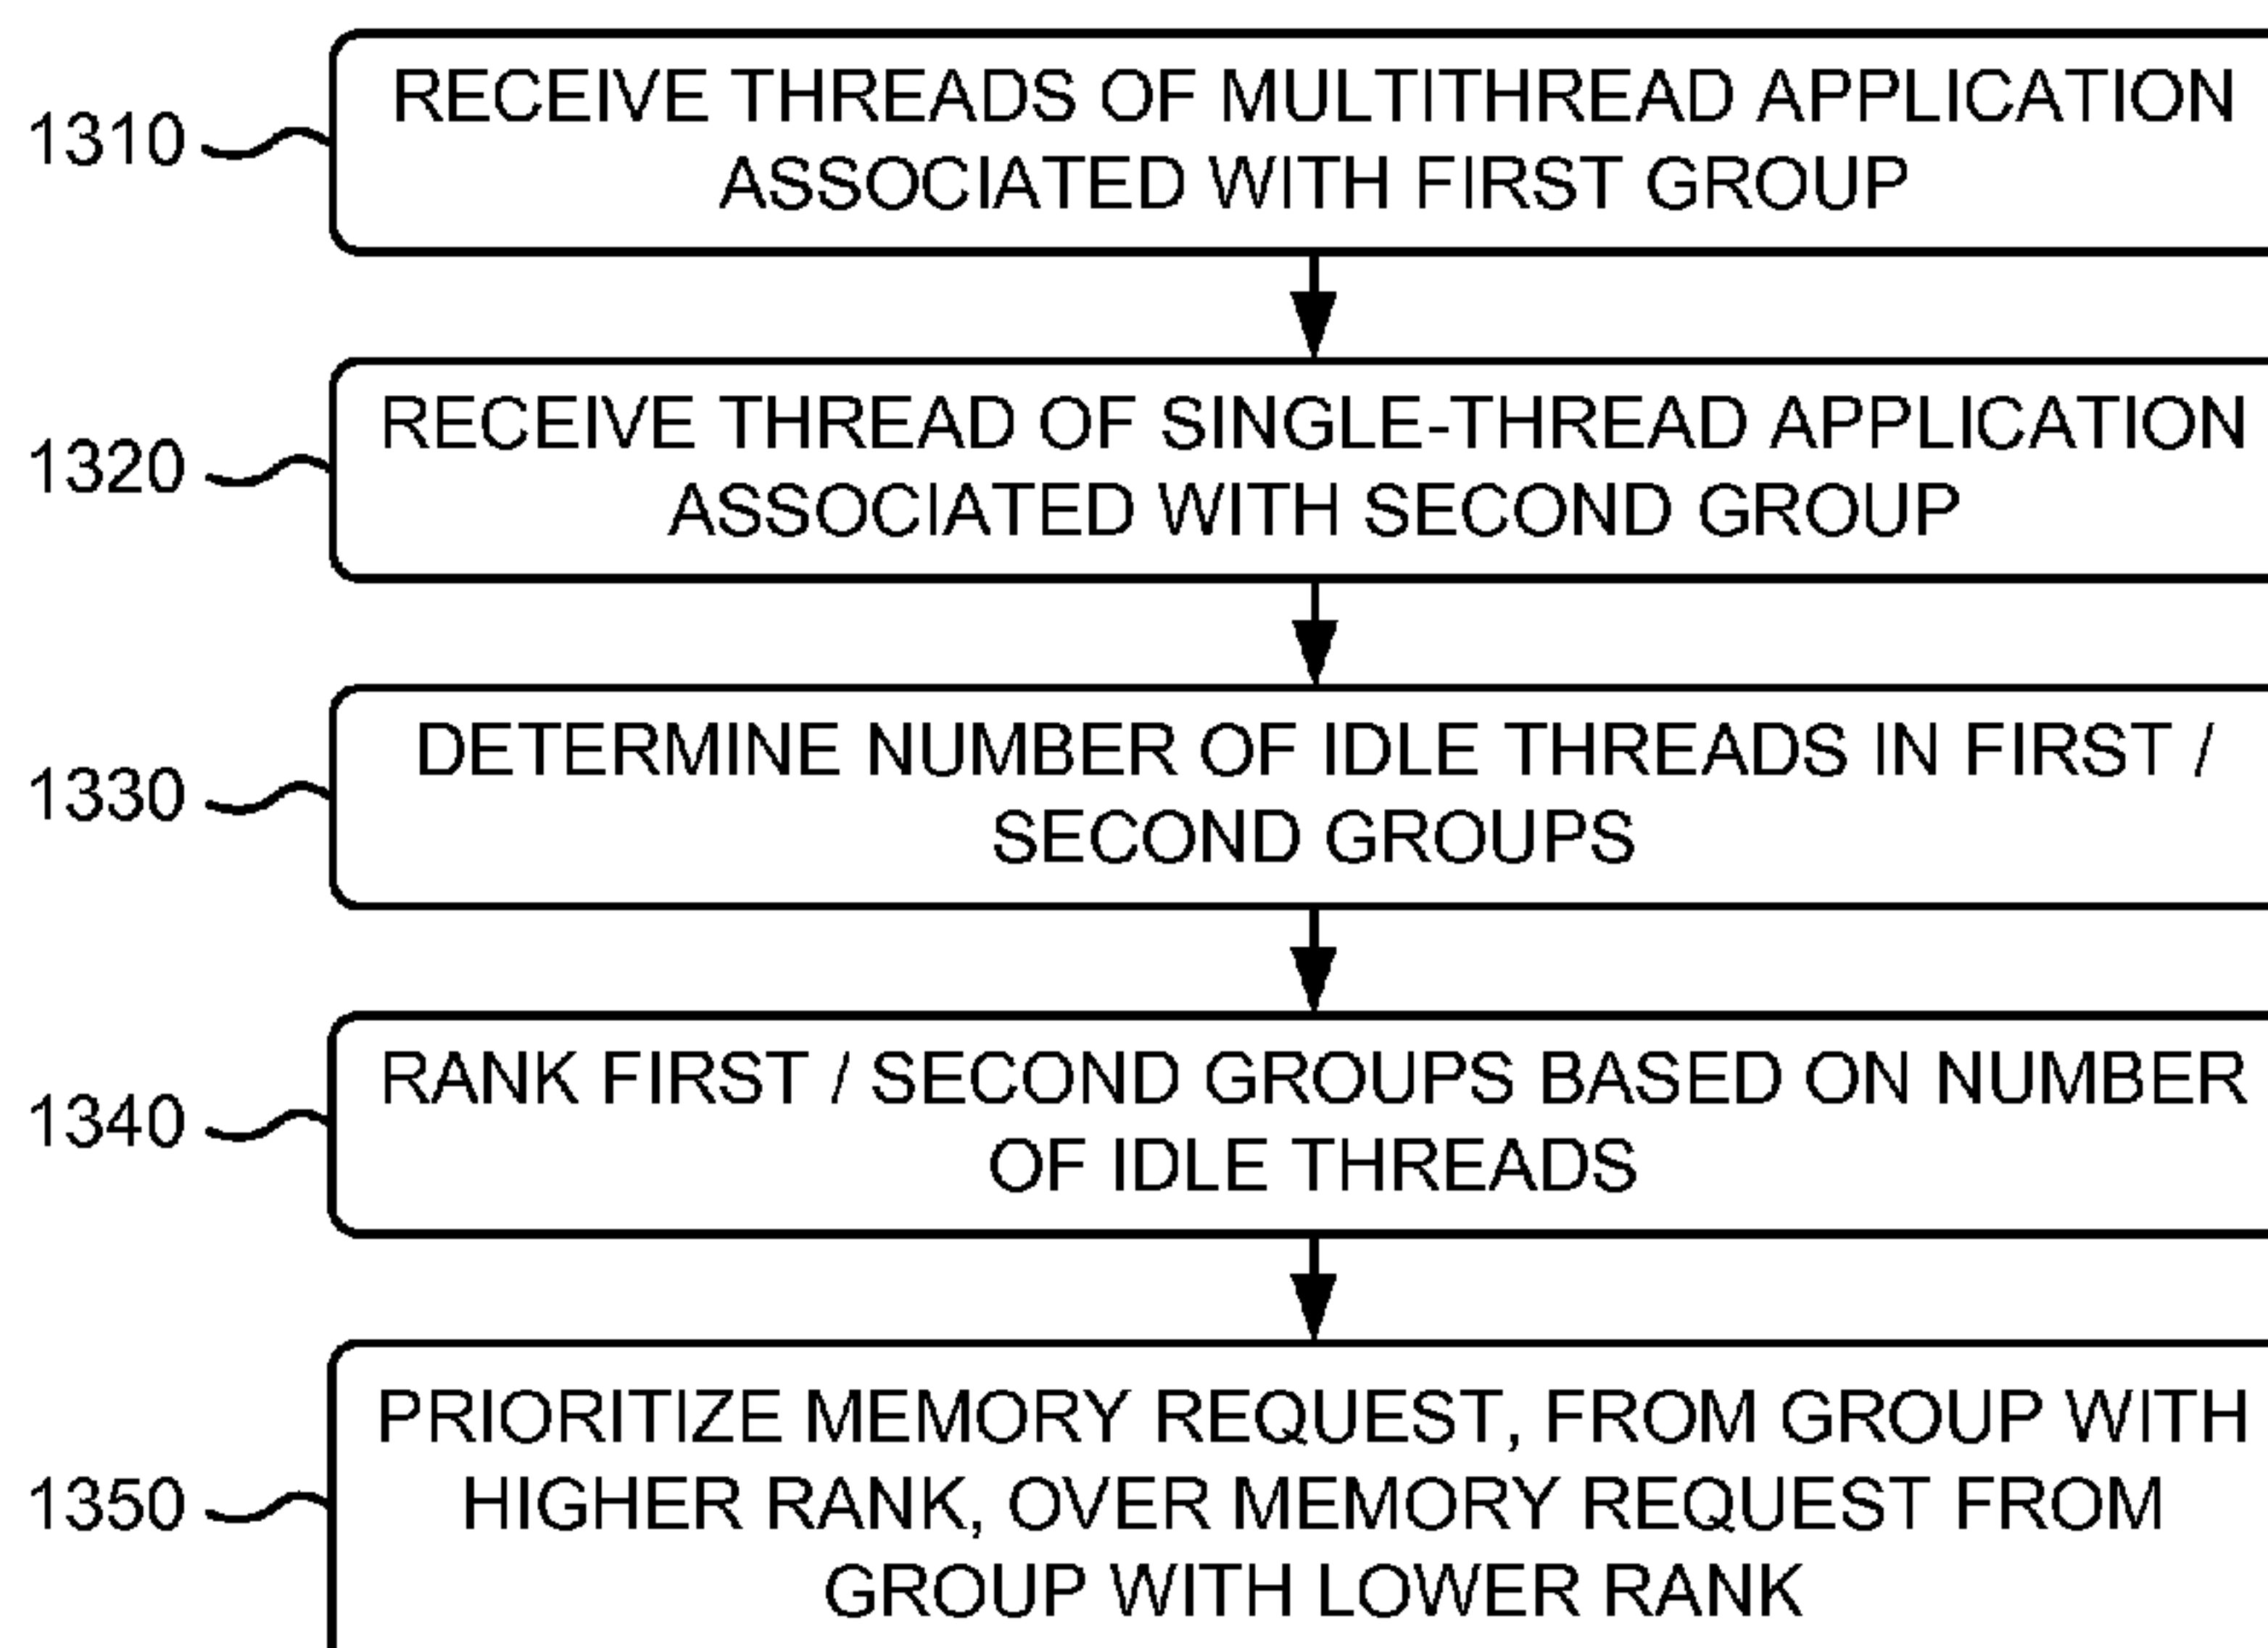 RECEIVE THREADS OF MULTITHREAD APPLICATION
1310
ASSOCIATED WITH FIRST GROUP
RECEIVE THREAD OF SINGLE-THREAD APPLICATION
1320
ASSOCIATED WITH SECOND GROUP
DETERMINE NUMBER OF IDLE THREADS IN FIRST /
1330
SECOND GROUPS
RANK FIRST / SECOND GROUPS BASED ON NUMBER
1340
OF IDLE THREADS
PRIORITIZE MEMORY REQUEST, FROM GROUP WITH
1350
HIGHER RANK, OVER MEMORY REQUEST FROM
GROUP WITH LOWER RANK